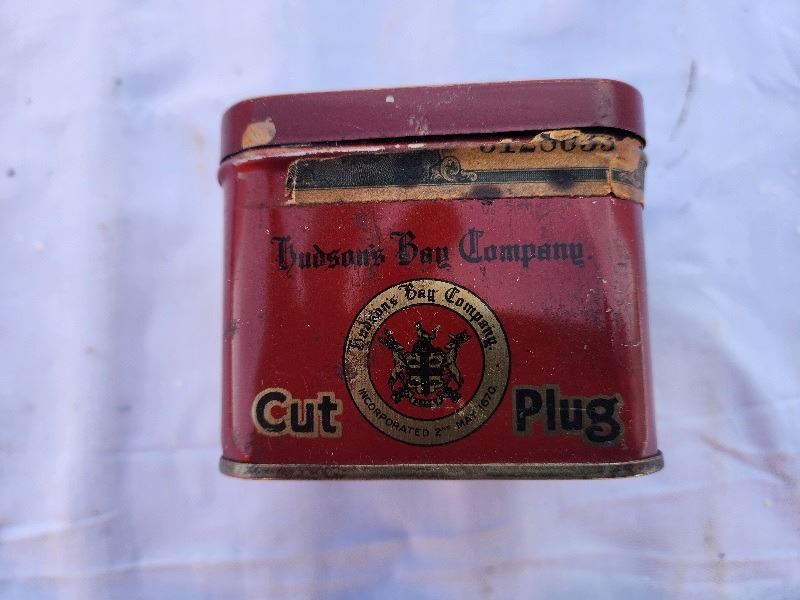 Hudson's Bay Company.
Hudson's Bay Company.
INCORPORATED 2ND MAY 1670.
Cut Plug